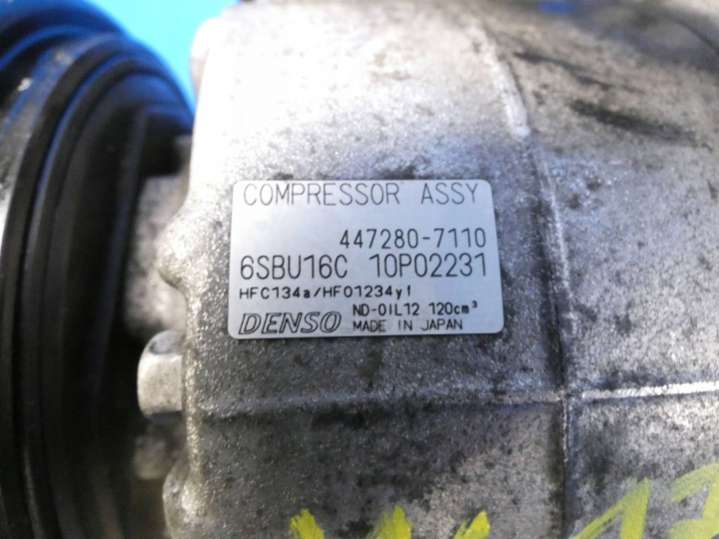 COMPRESSOR ASSY
447280-7110
6SBU16C 10P02231
HFC134a/HFO1234yf
DENSO ND-OIL12 120cm³
MADE IN JAPAN